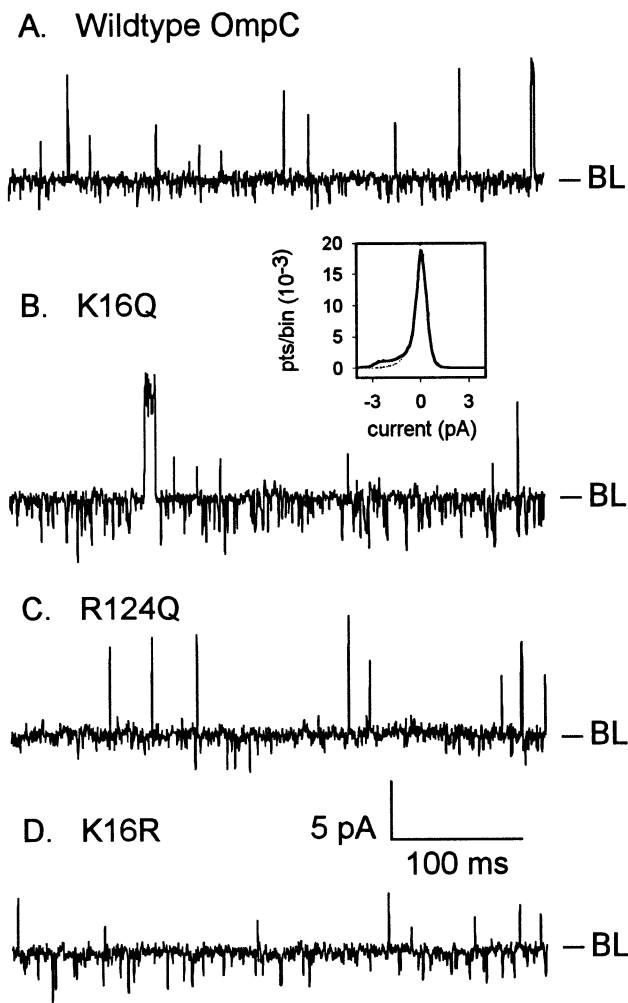 A. Wildtype OmpC
BL
20
15
10
5
0
pts/bin (10-3)
-3 0 3
current (pA)
B. K16Q
BL
C. R124Q
BL
5 pA
100 ms
D. K16R
BL